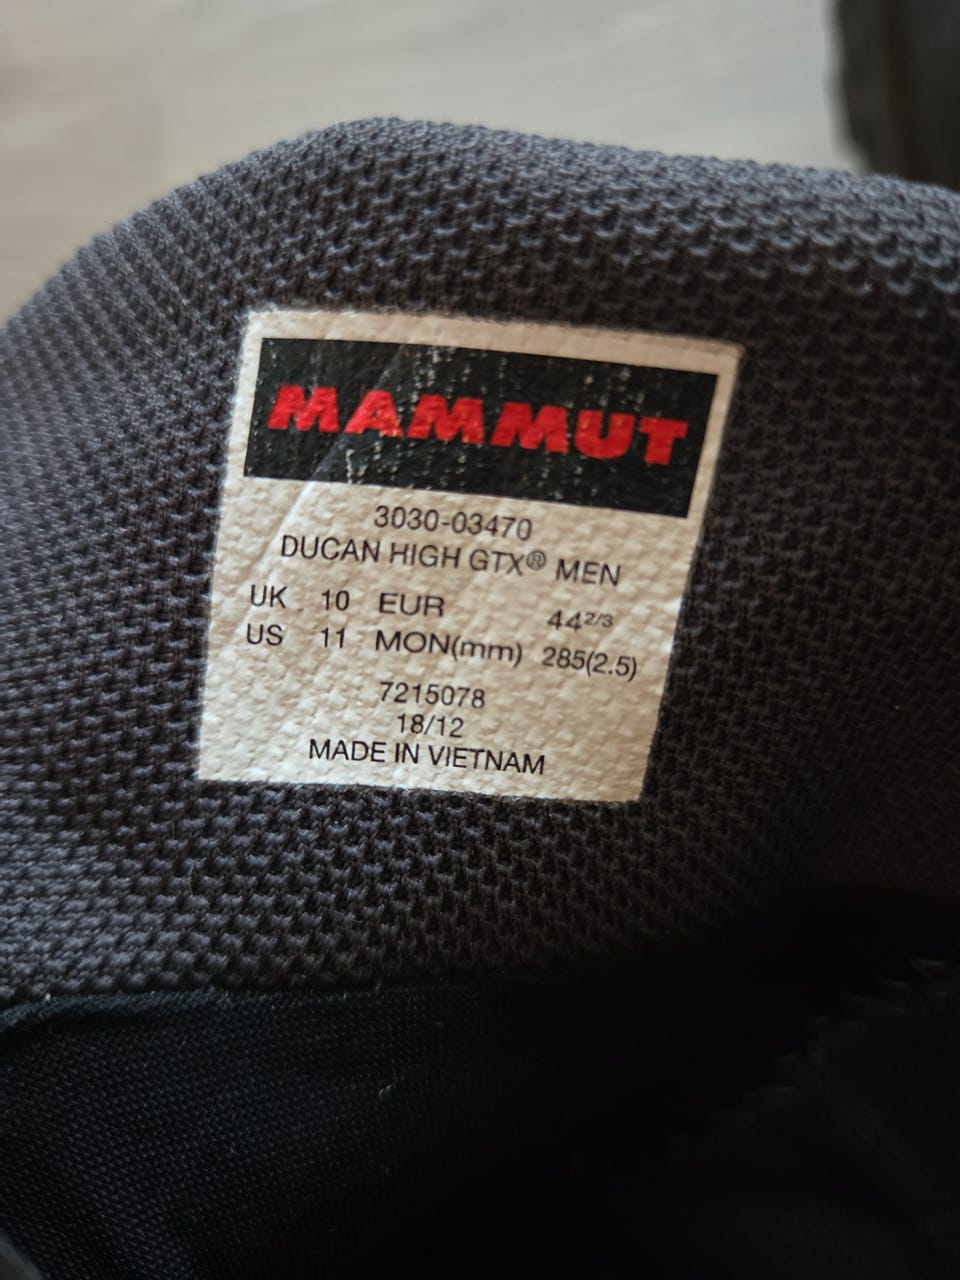 MAMMUT
3030-03470
DUCAN HIGH GTX® MEN
UK 10 EUR 44 2/3
US 11 MON(mm) 285(2.5)
7215078
18/12
MADE IN VIETNAM